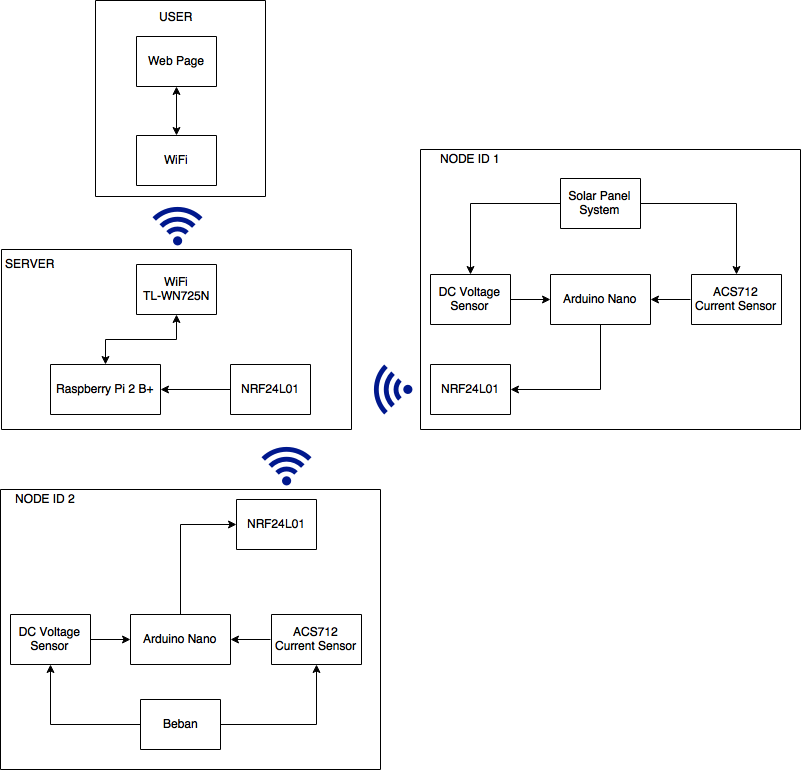 USER
Web Page
WiFi
SERVER
WiFi
TL-WN725N
Raspberry Pi 2 B+
NRF24L01
NODE ID 1
Solar Panel
System
DC Voltage
Sensor
Arduino Nano
ACS712
Current Sensor
NRF24L01
NODE ID 2
NRF24L01
DC Voltage
Sensor
Arduino Nano
ACS712
Current Sensor
Beban